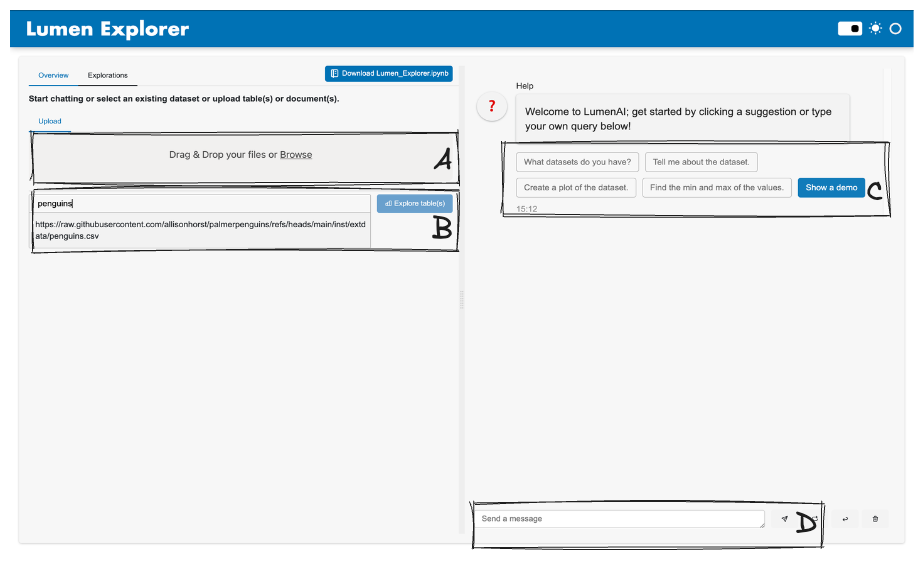 Lumen Explorer
Overview
Explorations
Download Lumen_Explorer.ipynb
Start chatting or select an existing dataset or upload table(s) or document(s).
Upload
Drag & Drop your files or Browse
A
penguins
Explore table(s)
https://raw.githubusercontent.com/allisonhorst/palmerpenguins/refs/heads/main/inst/extd
ata/penguins.csv
B
Help
?
Welcome to LumenAI; get started by clicking a suggestion or type
your own query below!
What datasets do you have?
Tell me about the dataset.
Create a plot of the dataset.
Find the min and max of the values.
Show a demo
C
15:12
Send a message
D